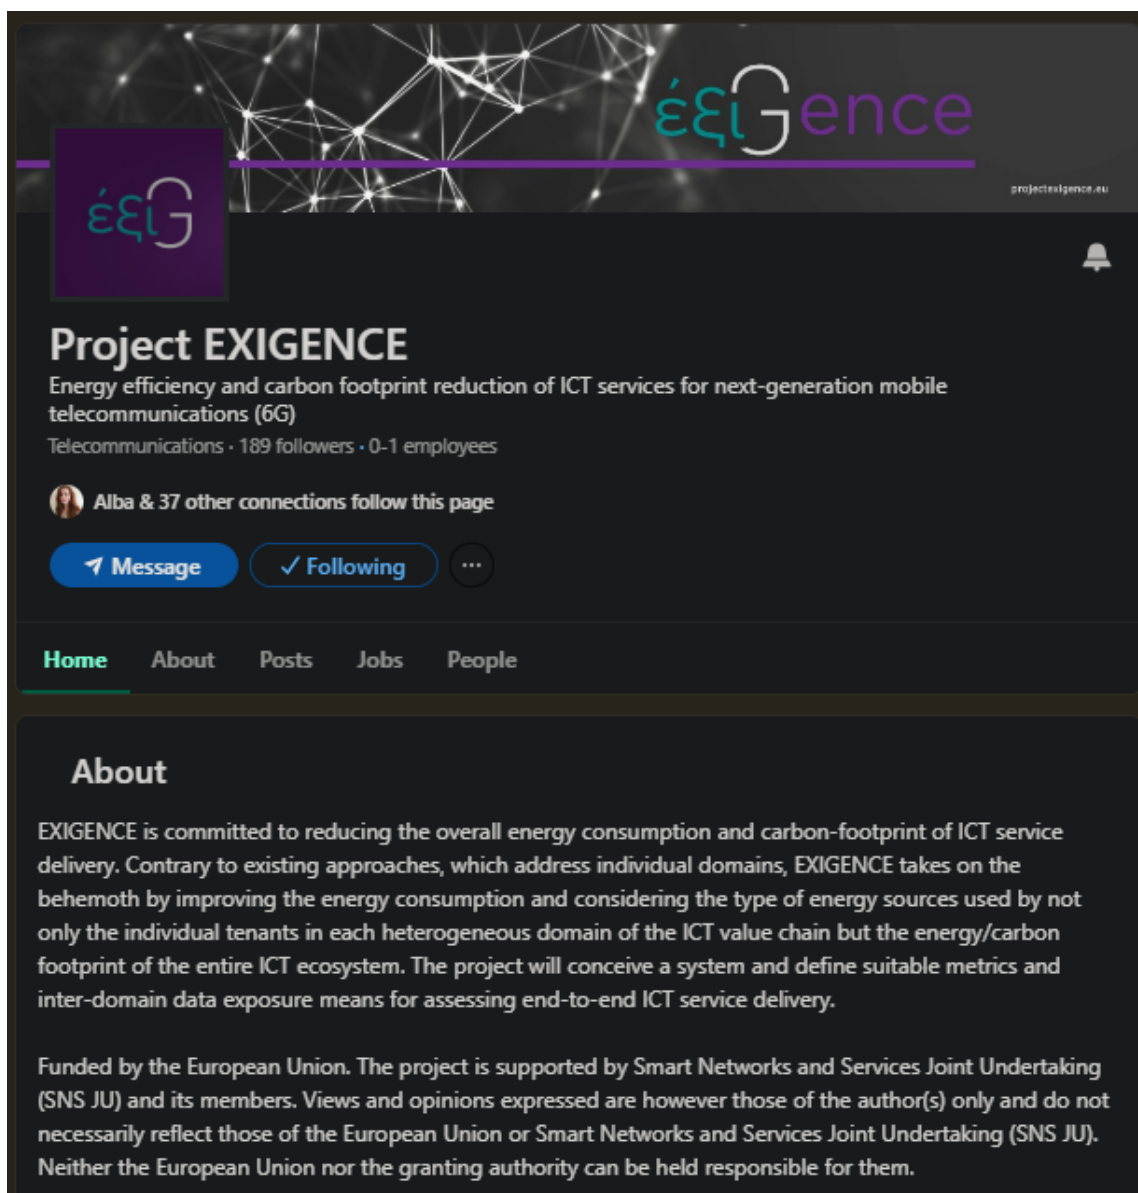 έξιGence
projectexigence.eu
έξιG
Project EXIGENCE
Energy efficiency and carbon footprint reduction of ICT services for next-generation mobile
telecommunications (6G)
Telecommunications · 189 followers · 0-1 employees
Alba & 37 other connections follow this page
Message ✓ Following ···
Home About Posts Jobs People
About
EXIGENCE is committed to reducing the overall energy consumption and carbon-footprint of ICT service
delivery. Contrary to existing approaches, which address individual domains, EXIGENCE takes on the
behemoth by improving the energy consumption and considering the type of energy sources used by not
only the individual tenants in each heterogeneous domain of the ICT value chain but the energy/carbon
footprint of the entire ICT ecosystem. The project will conceive a system and define suitable metrics and
inter-domain data exposure means for assessing end-to-end ICT service delivery.
Funded by the European Union. The project is supported by Smart Networks and Services Joint Undertaking
(SNS JU) and its members. Views and opinions expressed are however those of the author(s) only and do not
necessarily reflect those of the European Union or Smart Networks and Services Joint Undertaking (SNS JU).
Neither the European Union nor the granting authority can be held responsible for them.